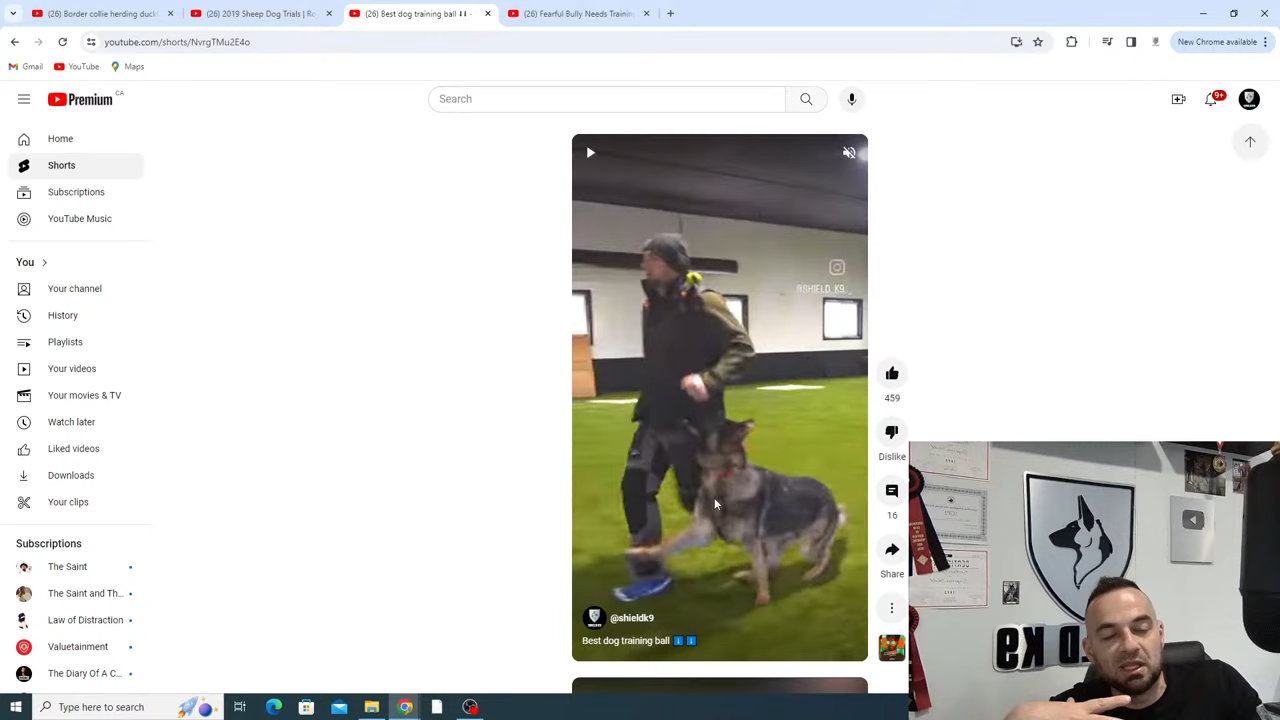 (26) Border collie herding duck
(26) 2019 Sheep Dog Trials | Ro
(26) Best dog training ball ⬇⬇ -
(26) Fearful Bully Needs Training
youtube.com/shorts/NvrgTMu2E4o
New Chrome available
Gmail
YouTube
Maps
Premium CA
Search
9+
Home
Shorts
Subscriptions
YouTube Music
You
Your channel
History
Playlists
Your videos
Your movies & TV
Watch later
Liked videos
Downloads
Your clips
Subscriptions
The Saint
The Saint and Th...
Law of Distraction
Valuetainment
The Diary Of A C...
@SHIELD_K9_
@shieldk9
Best dog training ball ⬇⬇
459
Dislike
16
Share
Type here to search